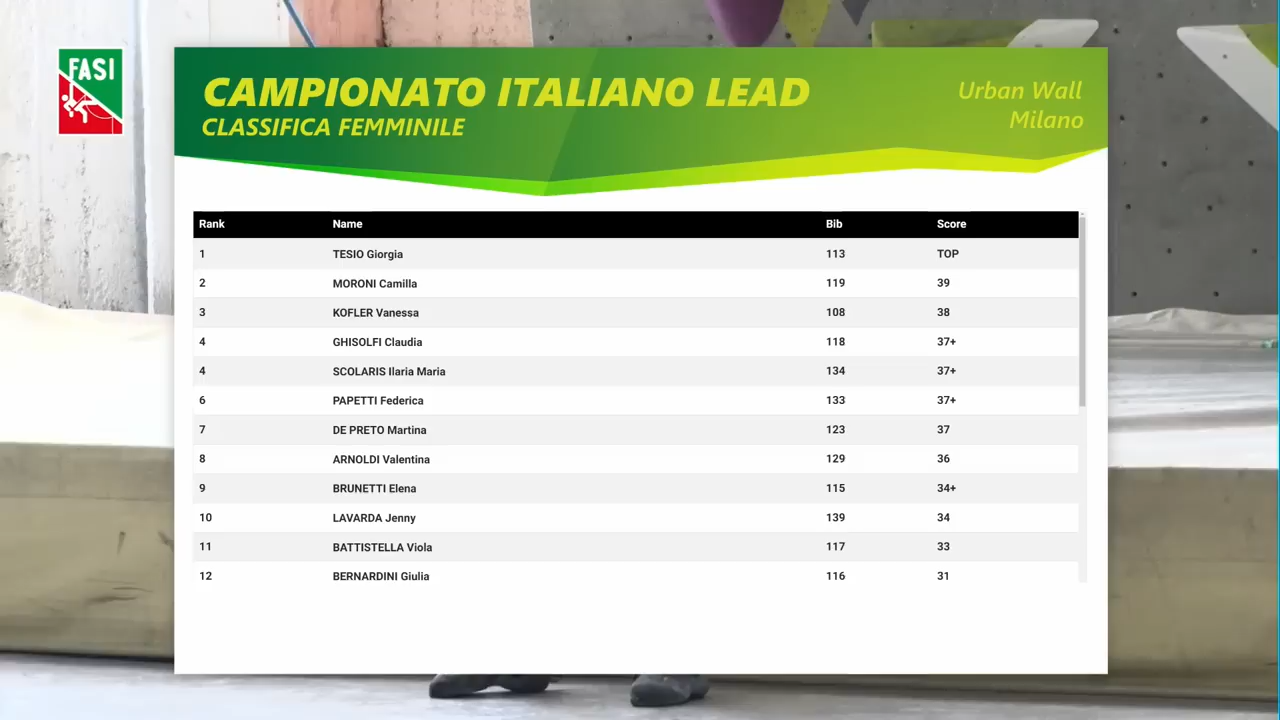 FASI
CAMPIONATO ITALIANO LEAD
CLASSIFICA FEMMINILE
Urban Wall
Milano
Rank Name Bib Score
1 TESIO Giorgia 113 TOP
2 MORONI Camilla 119 39
3 KOFLER Vanessa 108 38
4 GHISOLFI Claudia 118 37+
4 SCOLARIS Ilaria Maria 134 37+
6 PAPETTI Federica 133 37+
7 DE PRETO Martina 123 37
8 ARNOLDI Valentina 129 36
9 BRUNETTI Elena 115 34+
10 LAVARDA Jenny 139 34
11 BATTISTELLA Viola 117 33
12 BERNARDINI Giulia 116 31